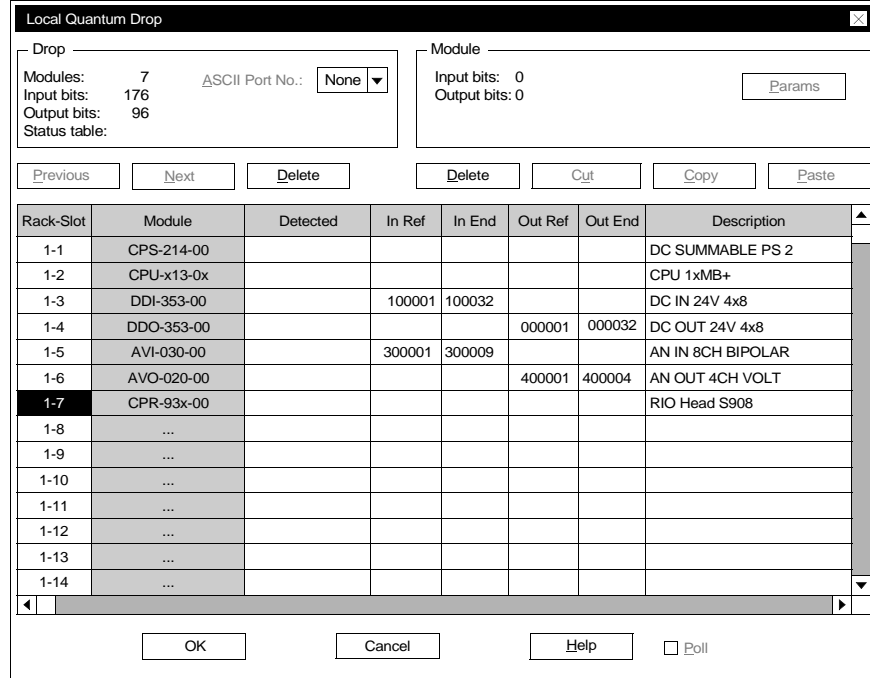 Local Quantum Drop
Drop
Modules: 7
Input bits: 176
Output bits: 96
Status table:
ASCII Port No.: None
Module
Input bits: 0
Output bits: 0
Params
Previous Next Delete Delete Cut Copy Paste
Rack-Slot Module Detected In Ref In End Out Ref Out End Description
1-1 CPS-214-00 DC SUMMABLE PS 2
1-2 CPU-x13-0x CPU 1xMB+
1-3 DDI-353-00 100001 100032 DC IN 24V 4x8
1-4 DDO-353-00 000001 000032 DC OUT 24V 4x8
1-5 AVI-030-00 300001 300009 AN IN 8CH BIPOLAR
1-6 AVO-020-00 400001 400004 AN OUT 4CH VOLT
1-7 CPR-93x-00 RIO Head S908
1-8 ...
1-9 ...
1-10 ...
1-11 ...
1-12 ...
1-13 ...
1-14 ...
OK Cancel Help Poll